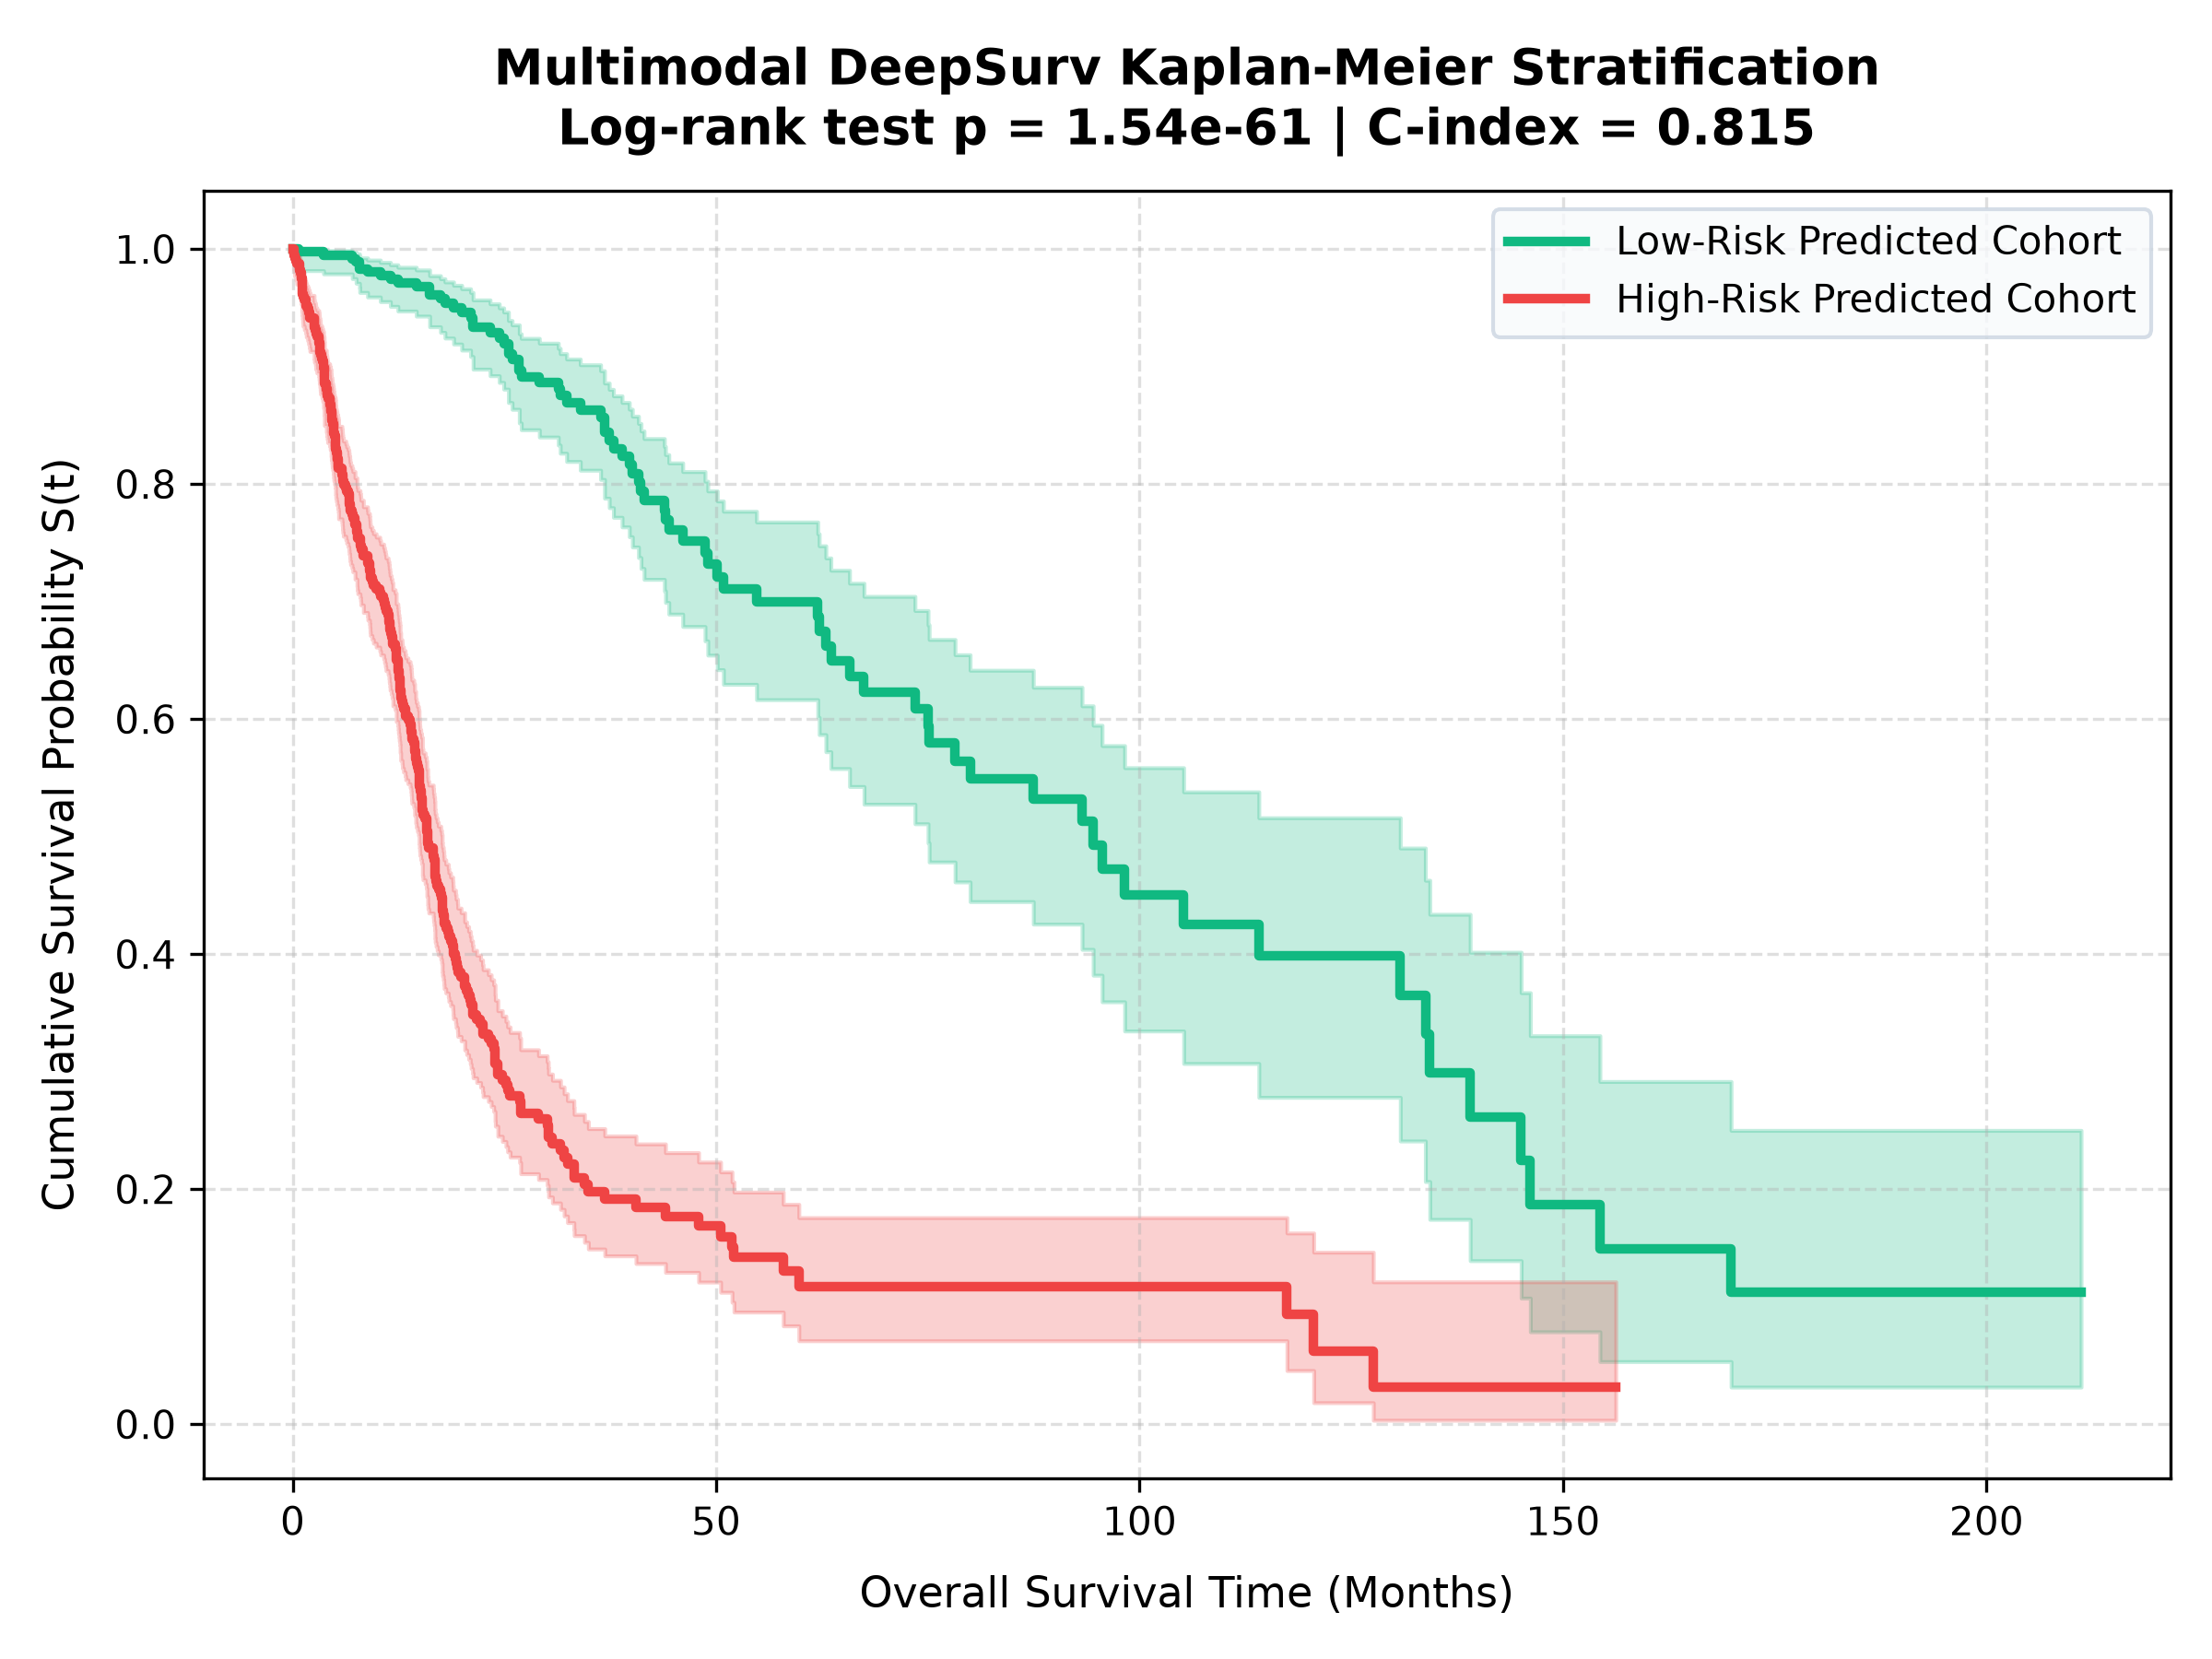 Multimodal DeepSurv Kaplan-Meier Stratification
Log-rank test p = 1.54e-61 | C-index = 0.815
Low-Risk Predicted Cohort
High-Risk Predicted Cohort
Cumulative Survival Probability S(t)
1.0
0.8
0.6
0.4
0.2
0.0
0 50 100 150 200
Overall Survival Time (Months)